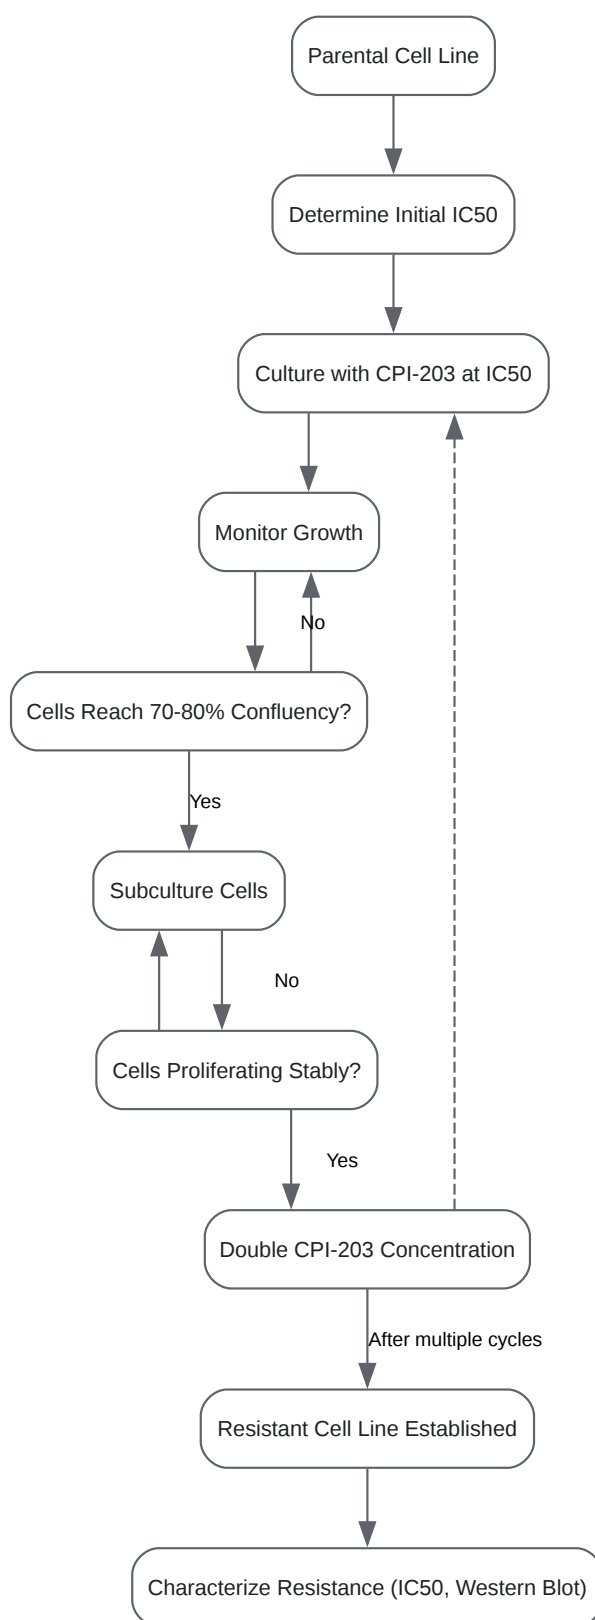 Parental Cell Line
Determine Initial IC50
Culture with CPI-203 at IC50
Monitor Growth
No
Cells Reach 70-80% Confluency?
Yes
Subculture Cells
No
Cells Proliferating Stably?
Yes
Double CPI-203 Concentration
After multiple cycles
Resistant Cell Line Established
Characterize Resistance (IC50, Western Blot)